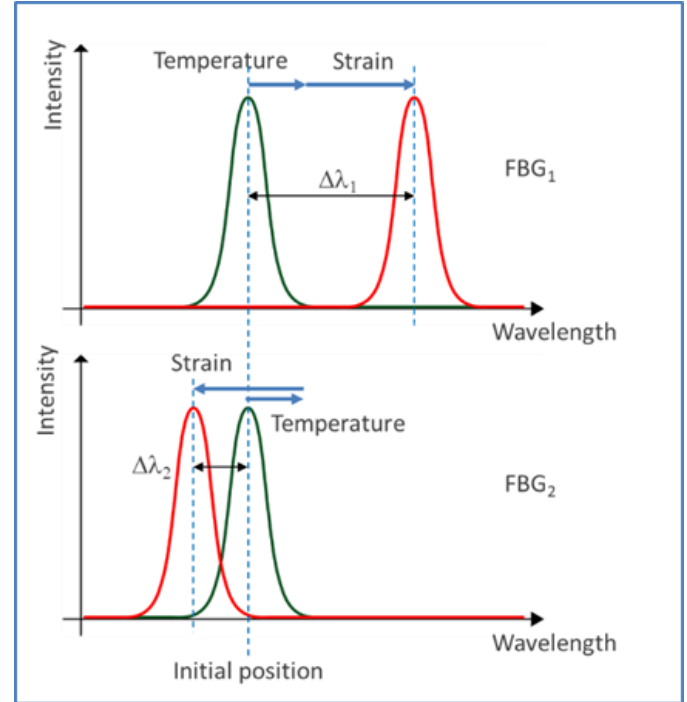 Temperature Strain
Intensity
Δλ₁
FBG₁
Wavelength
Intensity
Strain
Temperature
Δλ₂
FBG₂
Wavelength
Initial position